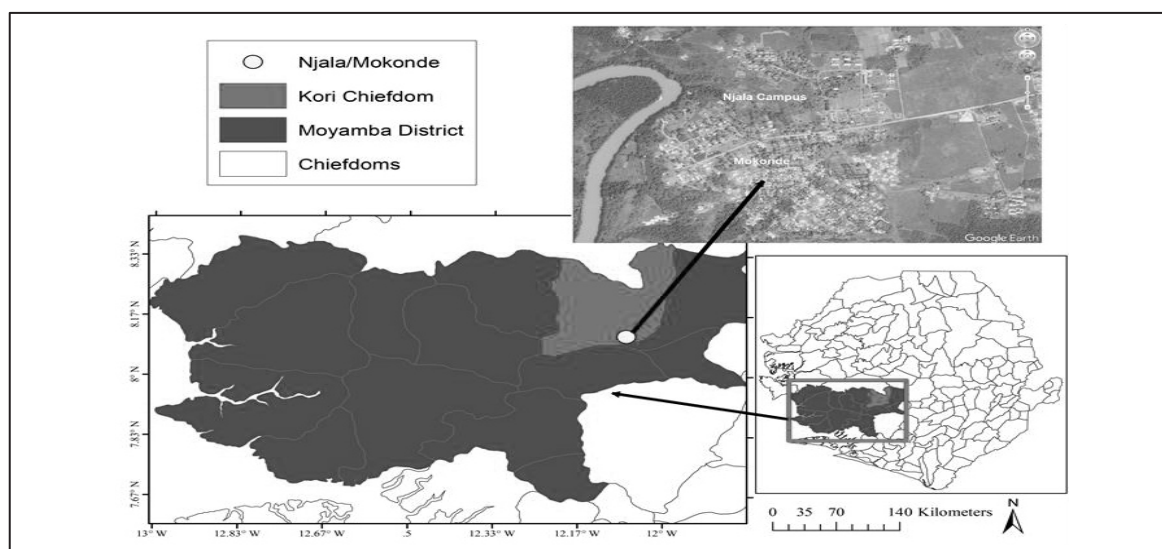 Njala/Mokonde
Kori Chiefdom
Moyamba District
Chiefdoms
Njala Campus
Mokonde
Google Earth
8.33° N
8.17° N
8° N
7.83° N
7.67° N
13° W
12.83° W
12.67° W
.5
12.33° W
12.17° W
12° W
N
0 35 70 140 Kilometers